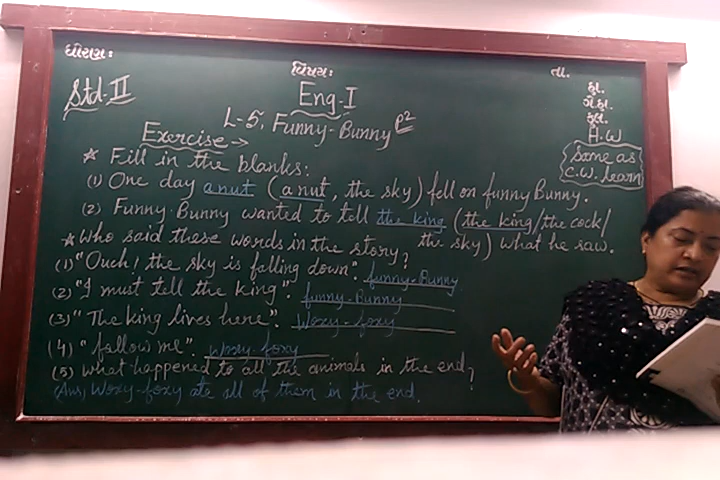 ધોરણઃ
વિષયઃ
તા.
Std-II
Eng-I
હા.
ગે.હા.
કુલ.
H.W
Same as
C.W. learn
L-5, Funny-Bunny P2
Exercise →
★ Fill in the blanks:
(1) One day a nut (a nut, the sky) fell on funny Bunny.
(2) Funny-Bunny wanted to tell the king (the king/the cock/
the sky) what he saw.
★ Who said these words in the story?
(1) "Ouch! the sky is falling down". funny-Bunny
(2) "I must tell the king". funny-Bunny
(3) "The king lives here". Woxy-foxy
(4) "follow me". Woxy-foxy
(5) what happened to all the animals in the end?
(Ans) Woxy-foxy ate all of them in the end.